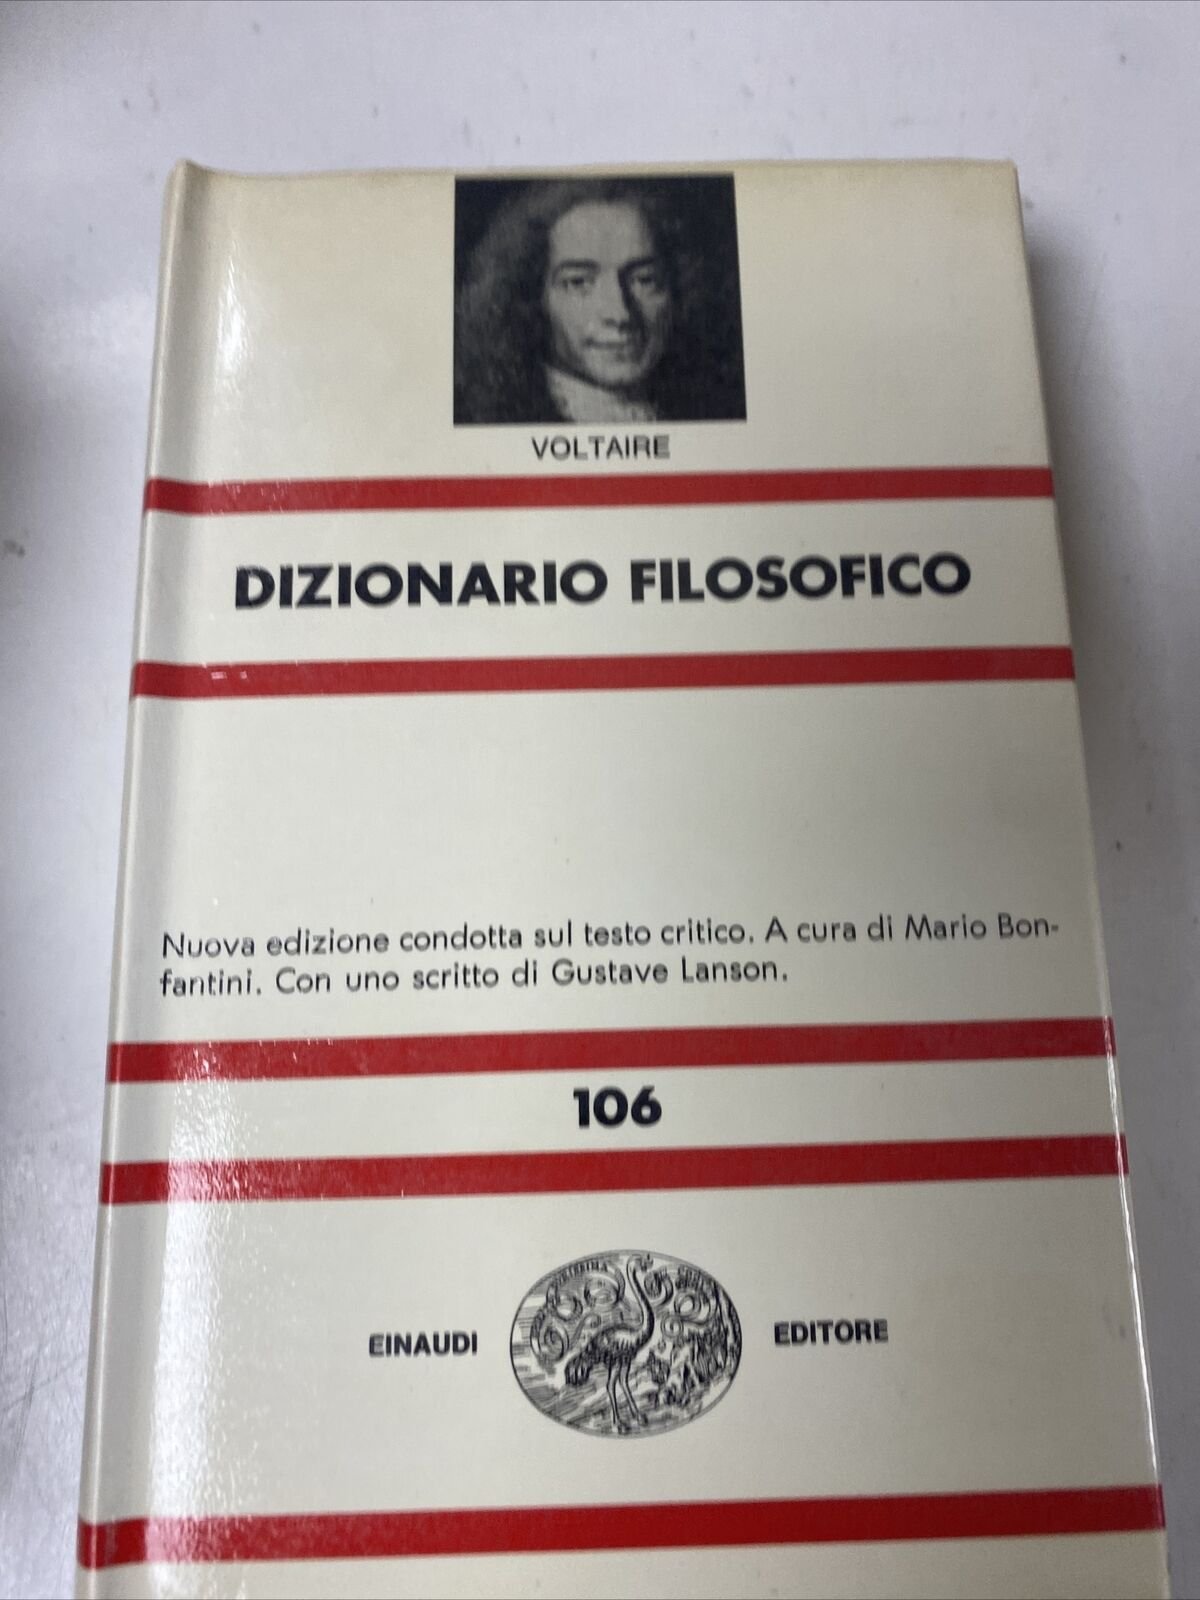 VOLTAIRE
DIZIONARIO FILOSOFICO
Nuova edizione condotta sul testo critico. A cura di Mario Bon-
fantini. Con uno scritto di Gustave Lanson.
106
EINAUDI EDITORE